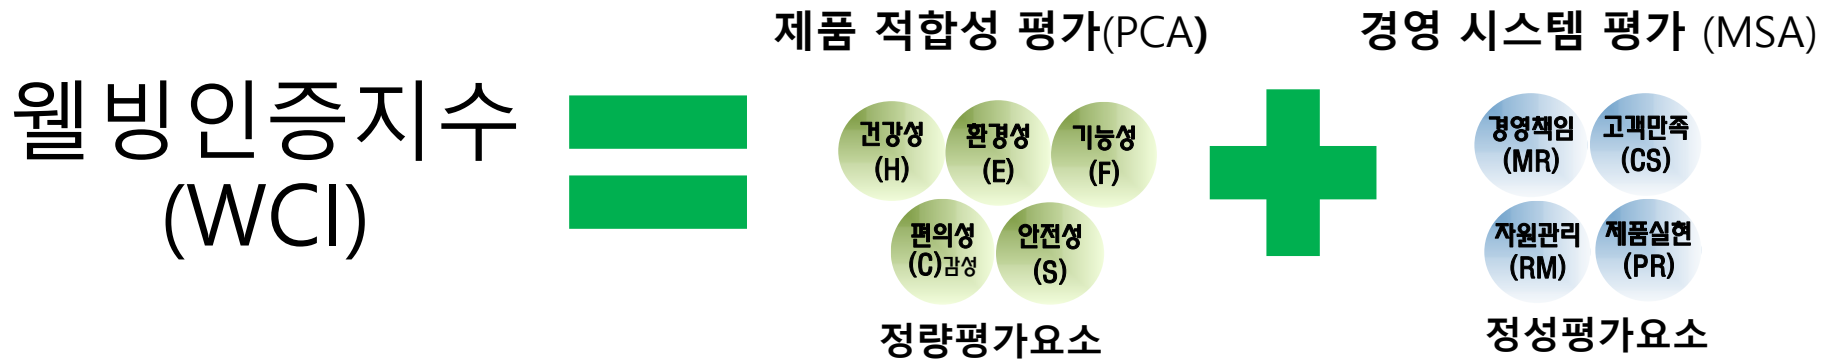 제품 적합성 평가(PCA)
경영 시스템 평가 (MSA)
웰빙인증지수
(WCI)
건강성
(H)
환경성
(E)
기능성
(F)
편의성
(C)감성
안전성
(S)
정량평가요소
경영책임
(MR)
고객만족
(CS)
자원관리
(RM)
제품실현
(PR)
정성평가요소